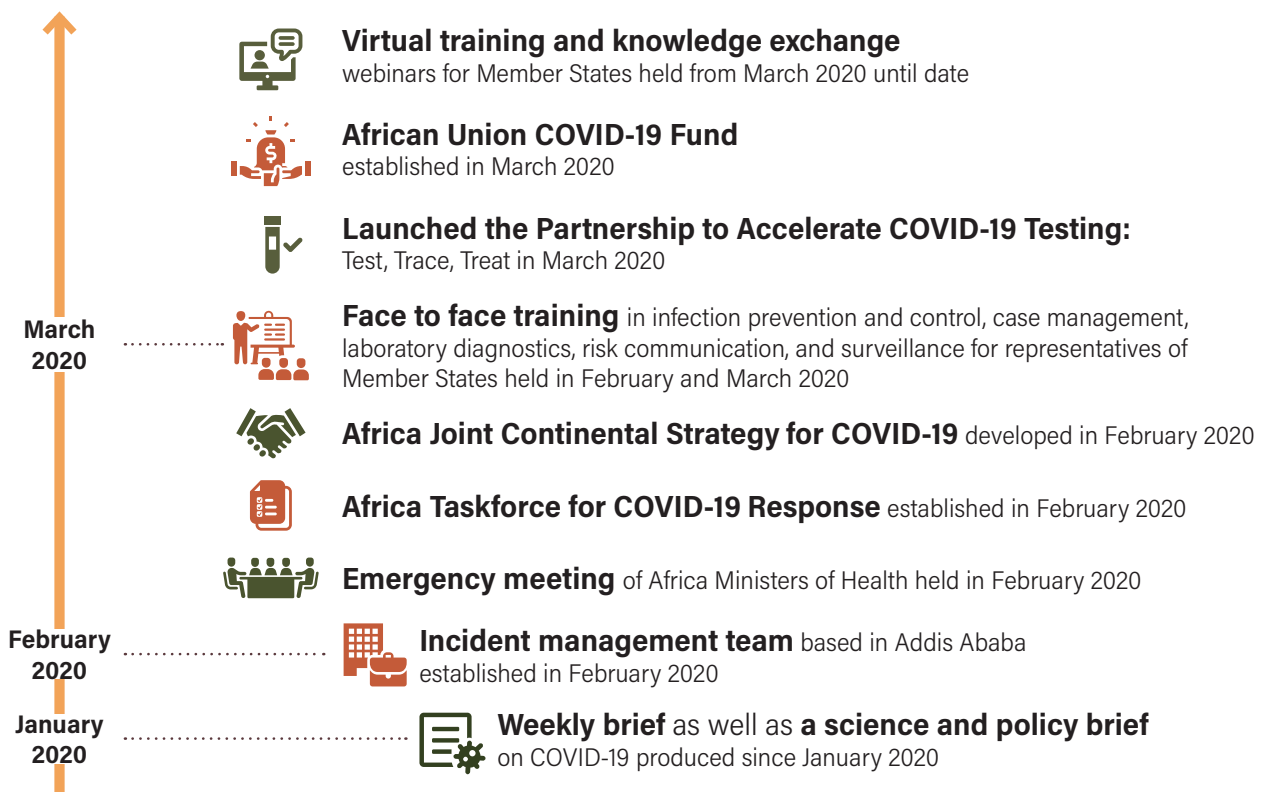 Virtual training and knowledge exchange
webinars for Member States held from March 2020 until date
African Union COVID-19 Fund
established in March 2020
$
Launched the Partnership to Accelerate COVID-19 Testing:
Test, Trace, Treat in March 2020
March
2020
Face to face training in infection prevention and control, case management,
laboratory diagnostics, risk communication, and surveillance for representatives of
Member States held in February and March 2020
Africa Joint Continental Strategy for COVID-19 developed in February 2020
Africa Taskforce for COVID-19 Response established in February 2020
Emergency meeting of Africa Ministers of Health held in February 2020
February
2020
Incident management team based in Addis Ababa
established in February 2020
January
2020
Weekly brief as well as a science and policy brief
on COVID-19 produced since January 2020